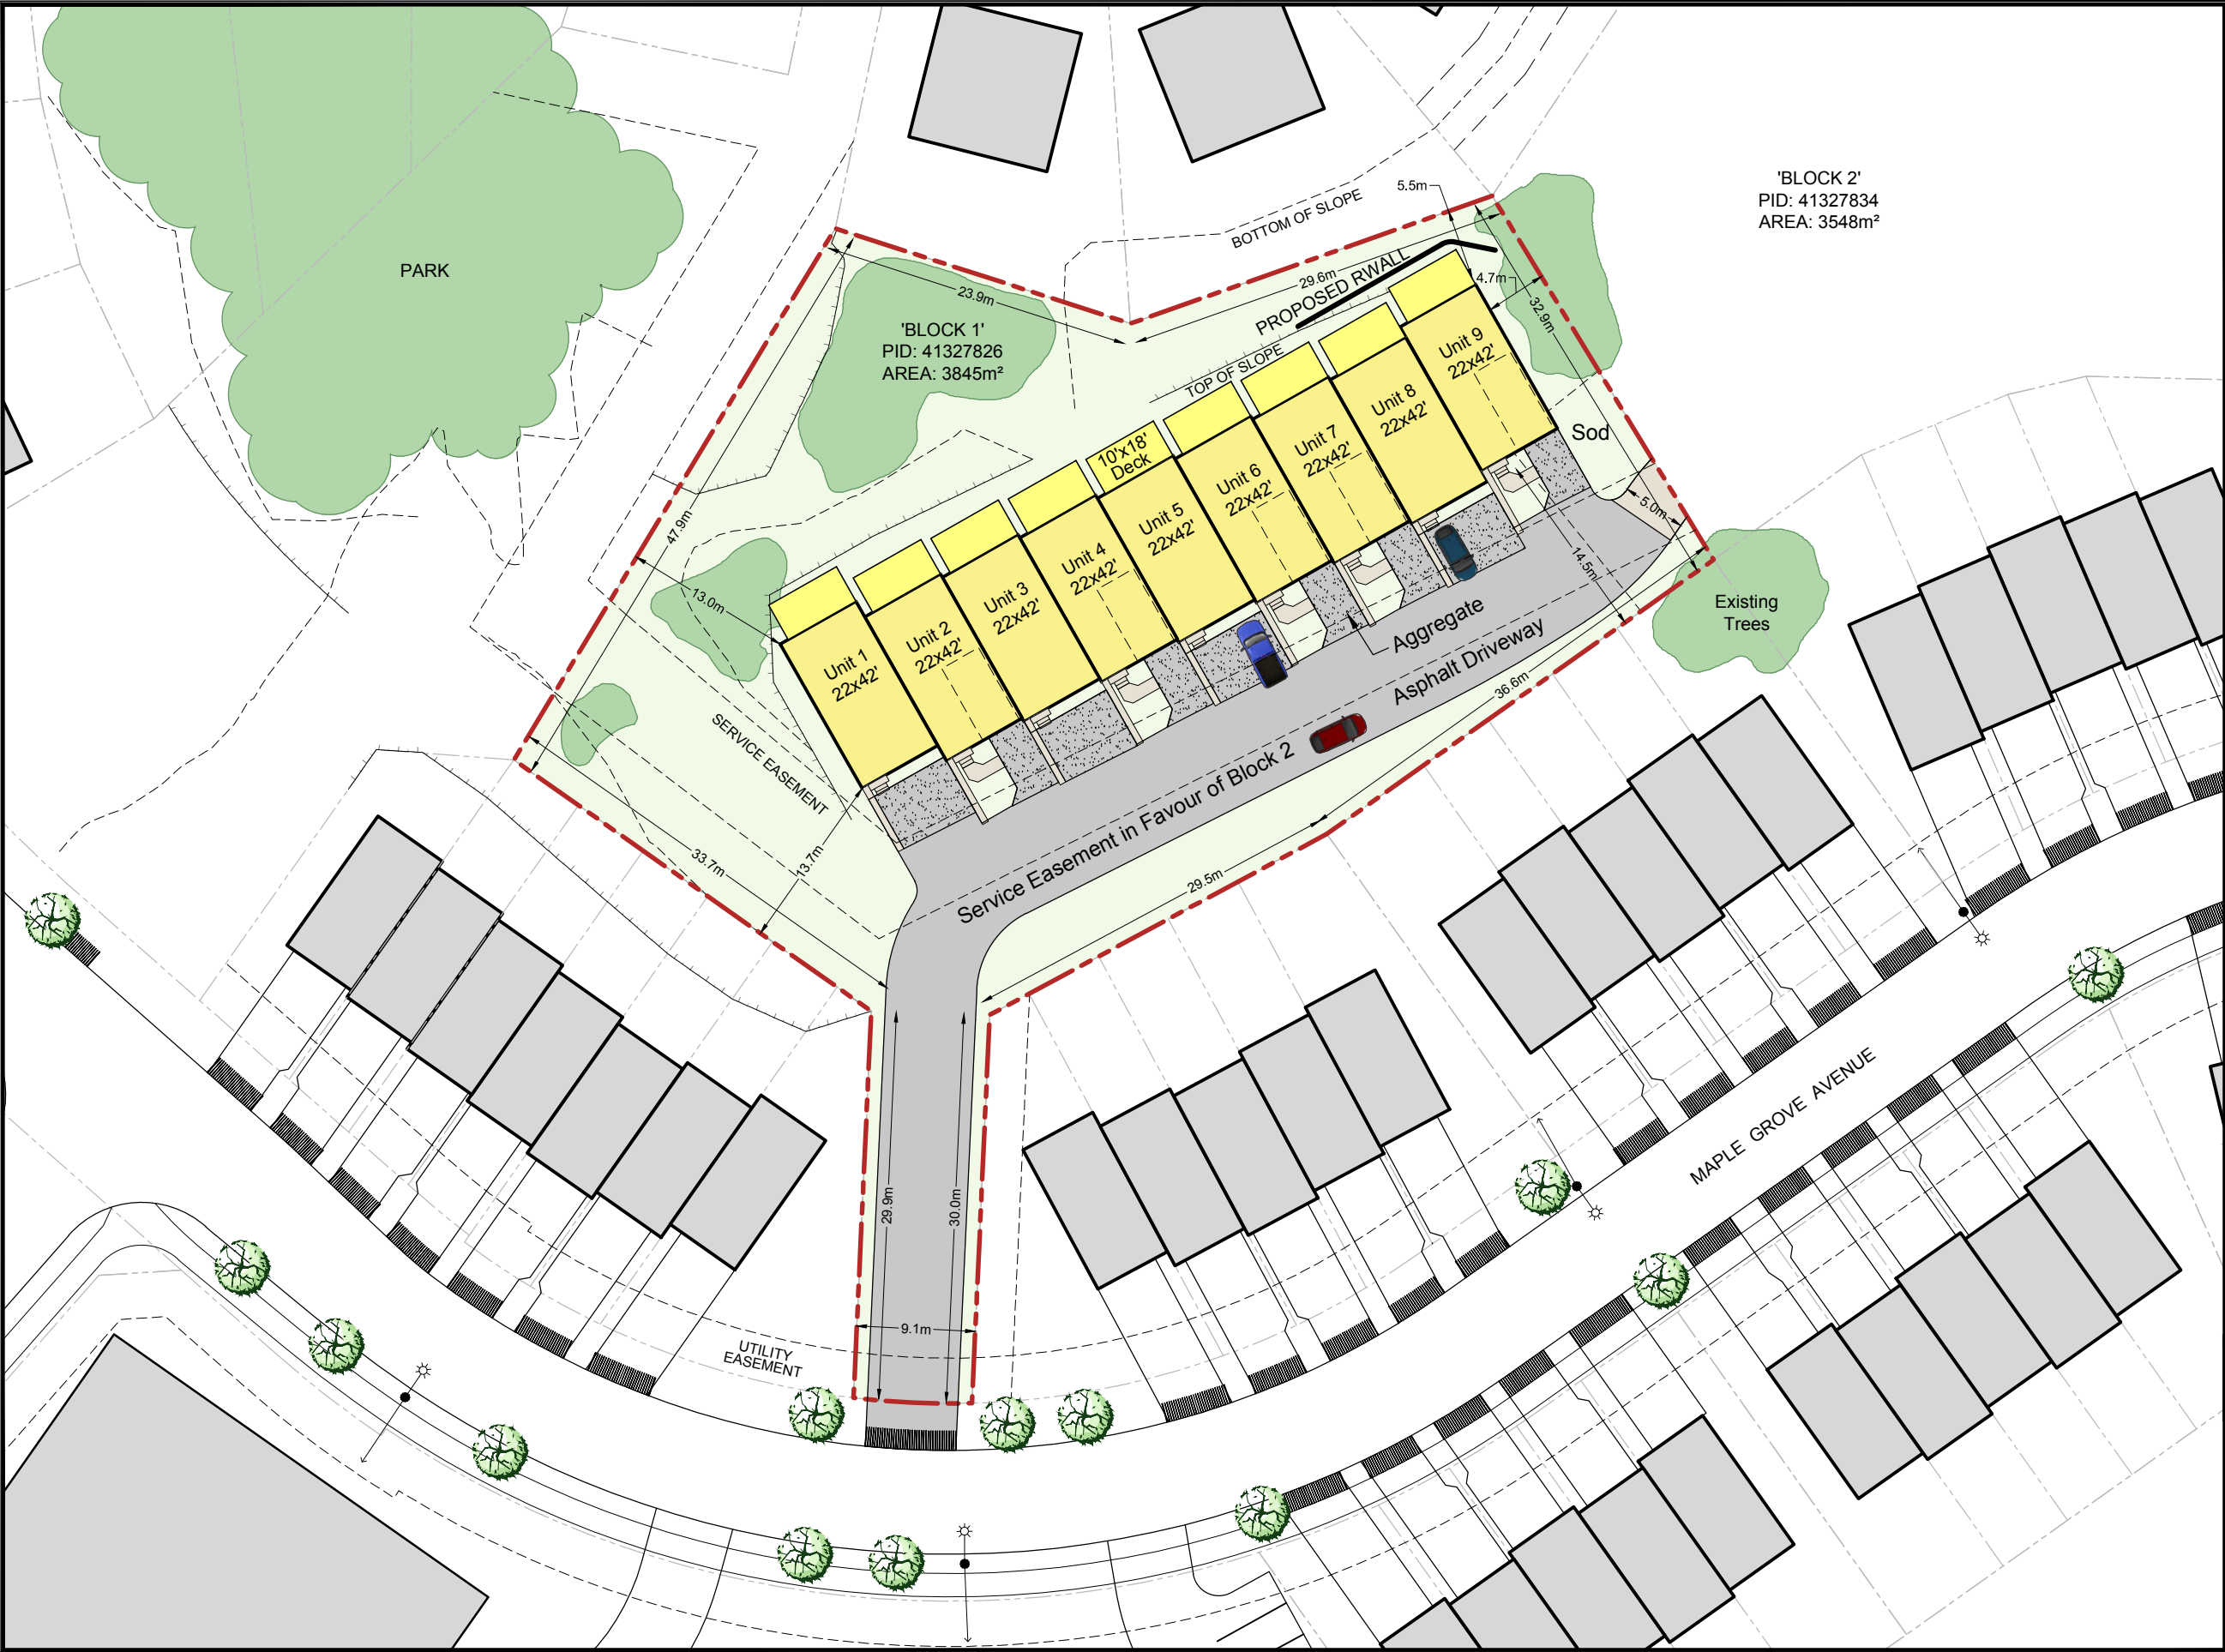 'BLOCK 2'
PID: 41327834
AREA: 3548m²
PARK
BOTTOM OF SLOPE
5.5m
29.6m
PROPOSED RWALL
4.7m
32.9m
23.9m
'BLOCK 1'
PID: 41327826
AREA: 3845m²
TOP OF SLOPE
Unit 9
22x42'
Unit 8
22x42'
Unit 7
22x42'
Unit 6
22x42'
10'x18'
Deck
Unit 5
22x42'
Unit 4
22x42'
Unit 3
22x42'
Unit 2
22x42'
Unit 1
22x42'
Sod
5.0m
47.9m
13.0m
14.5m
Existing
Trees
Aggregate
Asphalt Driveway
36.6m
SERVICE EASEMENT
Service Easement in Favour of Block 2
33.7m
13.7m
29.5m
29.9m
30.0m
9.1m
UTILITY
EASEMENT
MAPLE GROVE AVENUE